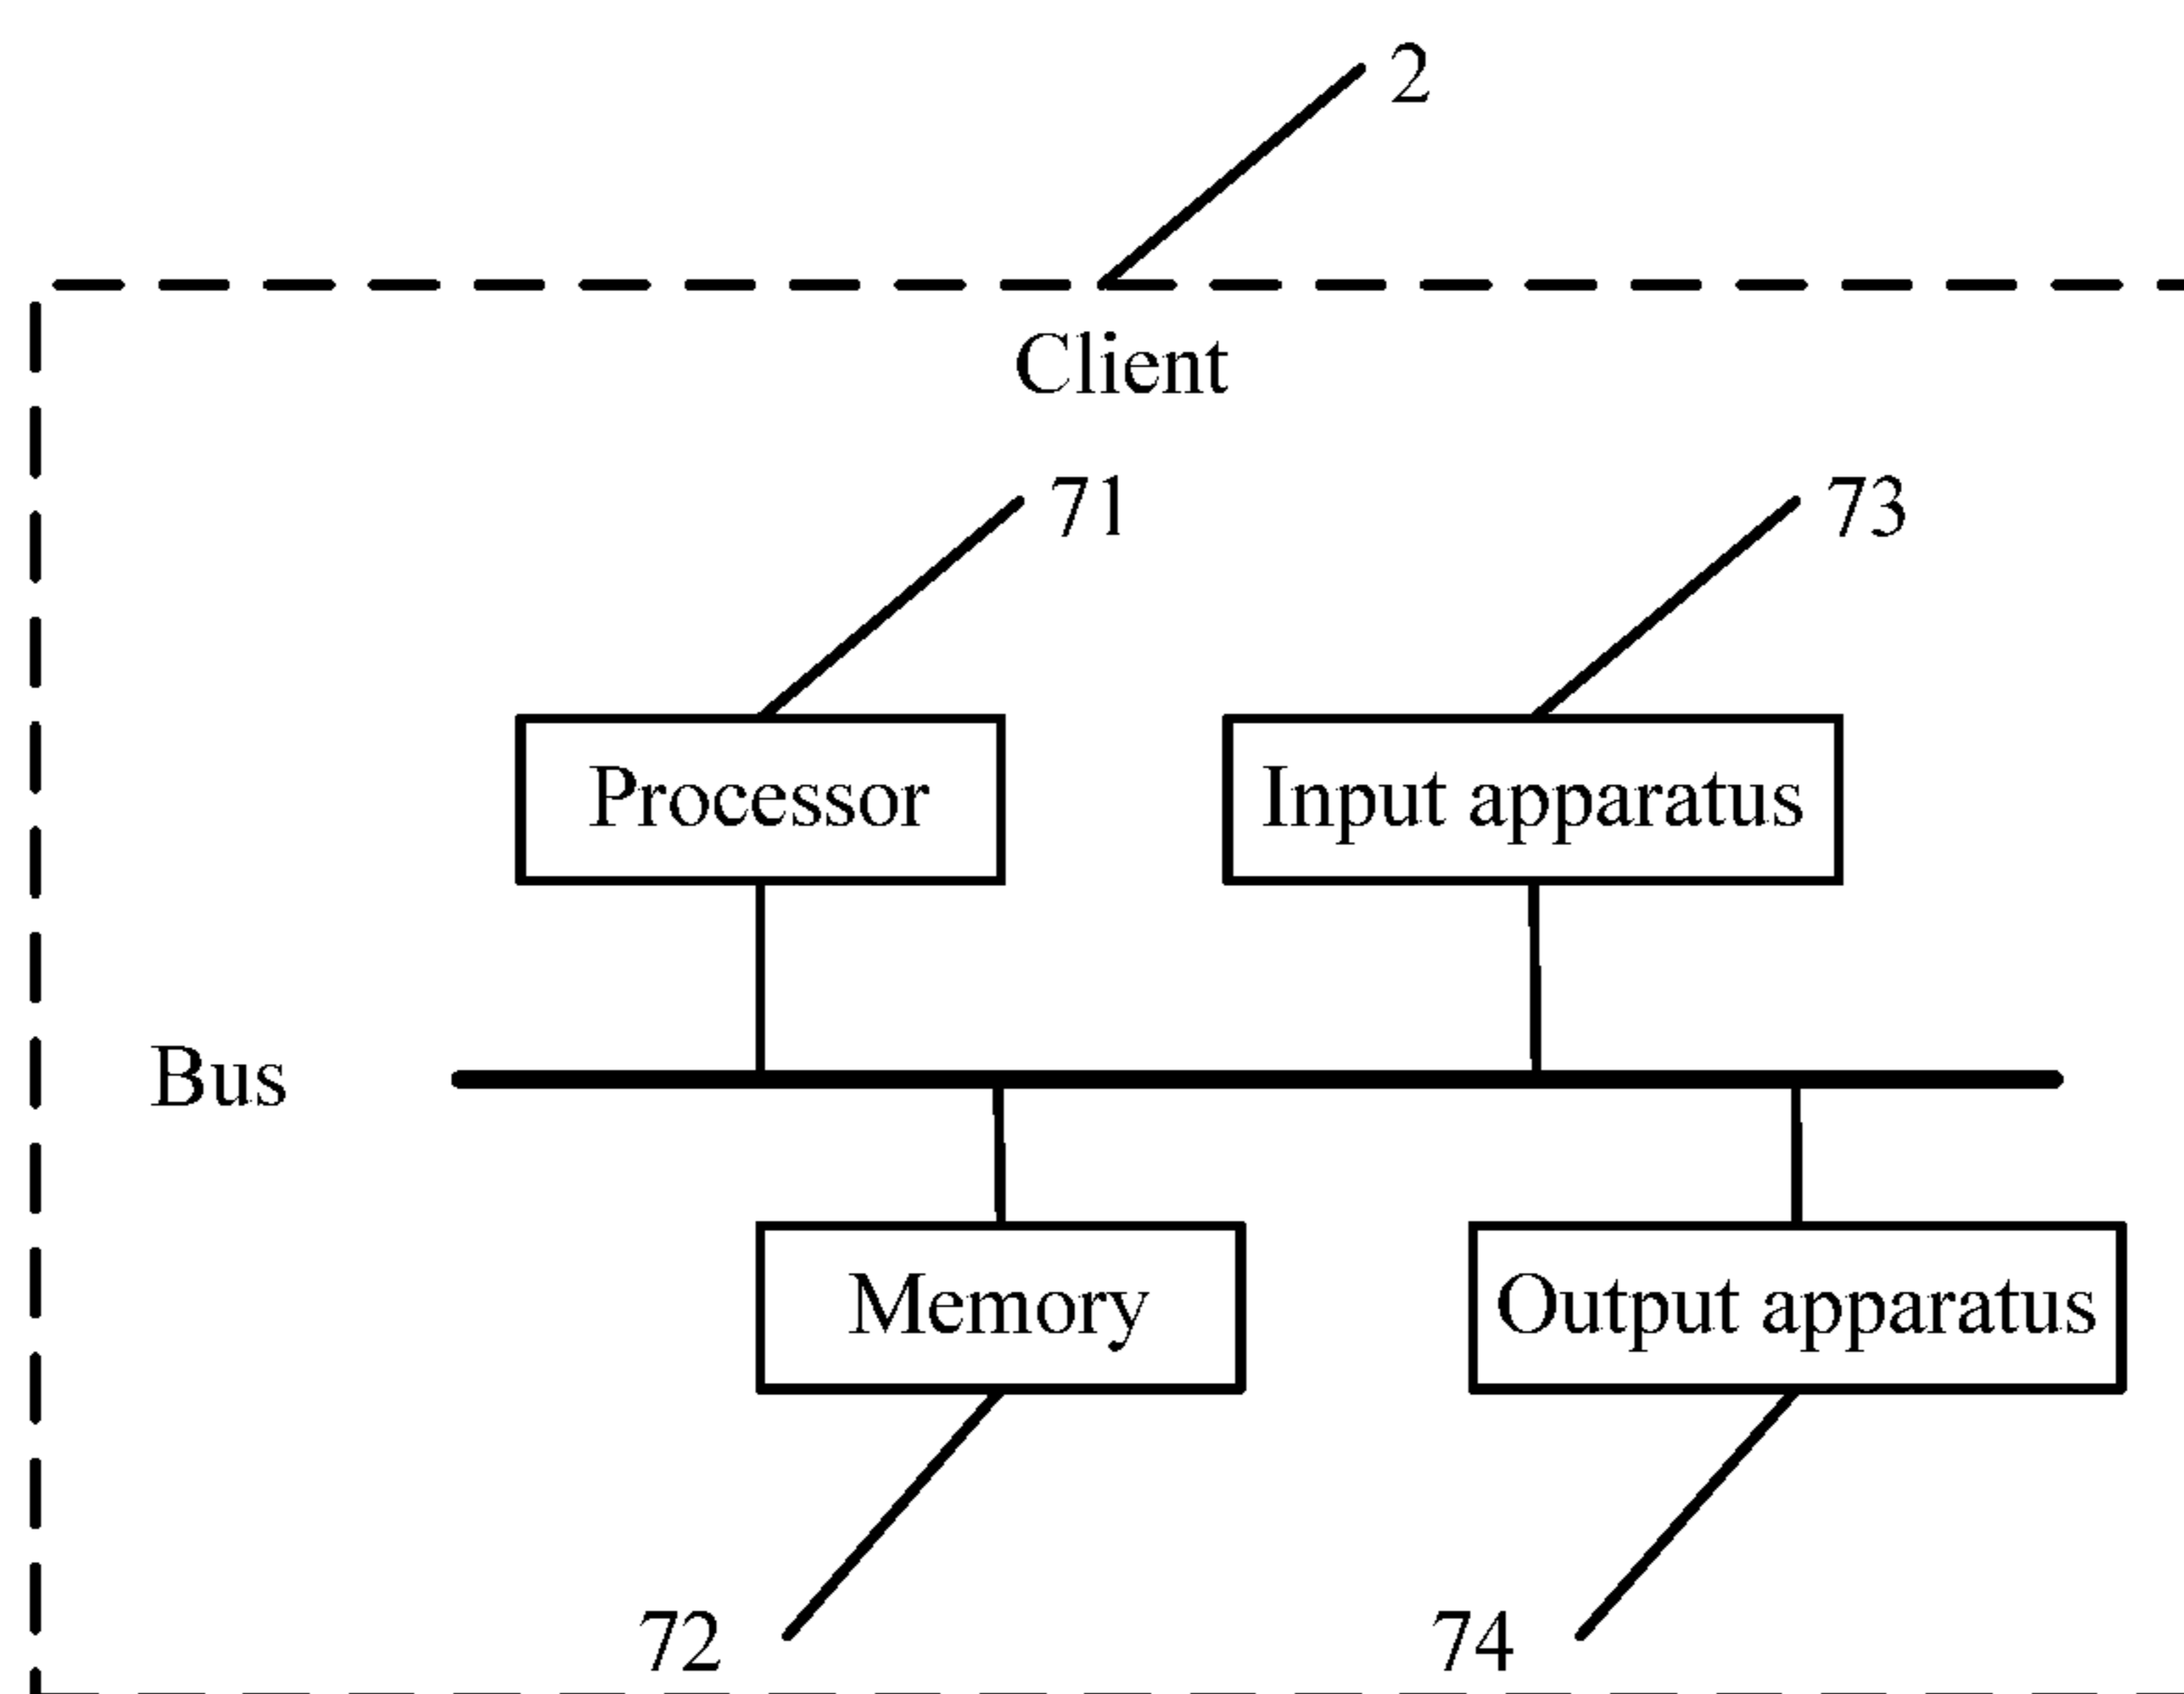 2
Client
71
73
Processor
Input apparatus
Bus
Memory
Output apparatus
72
74